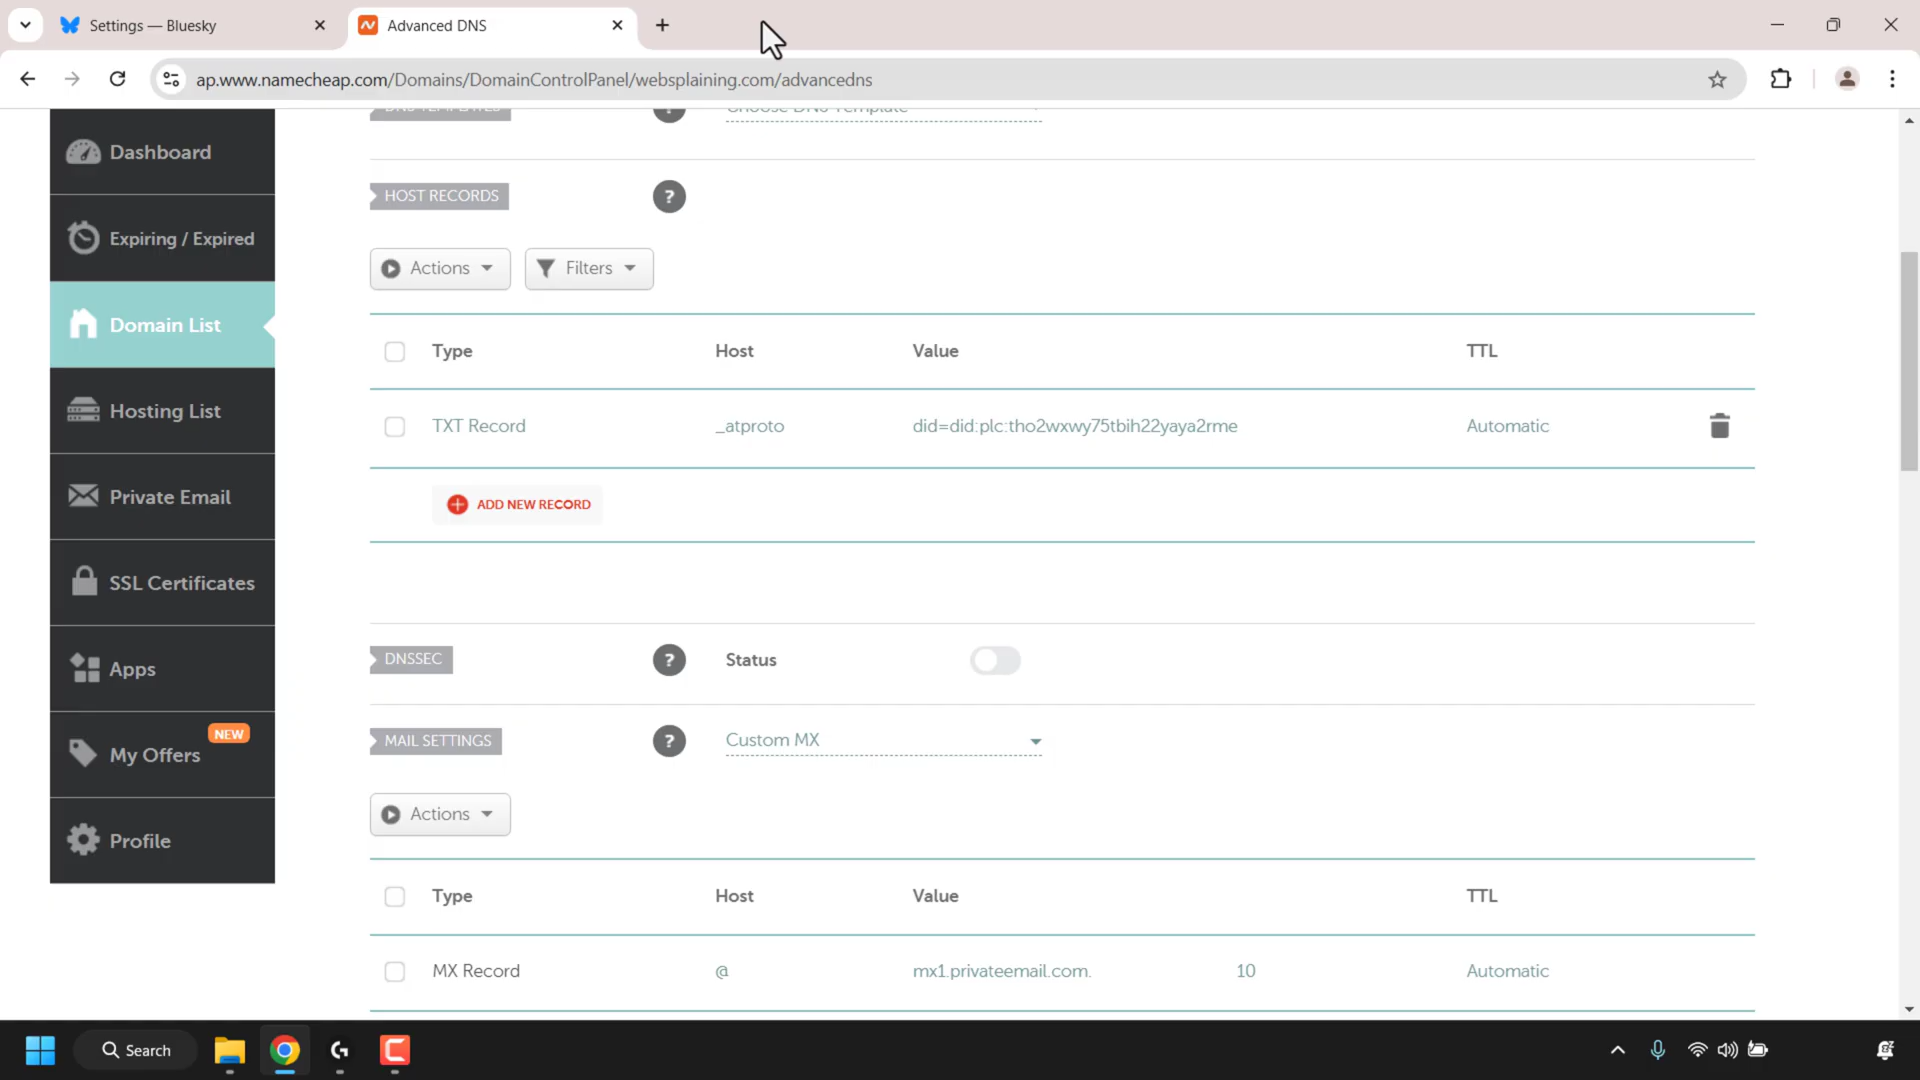 Settings — Bluesky
Advanced DNS
ap.www.namecheap.com/Domains/DomainControlPanel/websplaining.com/advancedns
Choose DNS Template
Dashboard
HOST RECORDS
?
Expiring / Expired
Actions
Filters
Domain List
Type Host Value TTL
Hosting List
TXT Record _atproto did=did:plc:tho2wxwy75tbih22yaya2rme Automatic
Private Email
ADD NEW RECORD
SSL Certificates
DNSSEC ? Status
Apps
NEW
My Offers
MAIL SETTINGS ? Custom MX
Actions
Profile
Type Host Value TTL
MX Record @ mx1.privateemail.com. 10 Automatic
Search